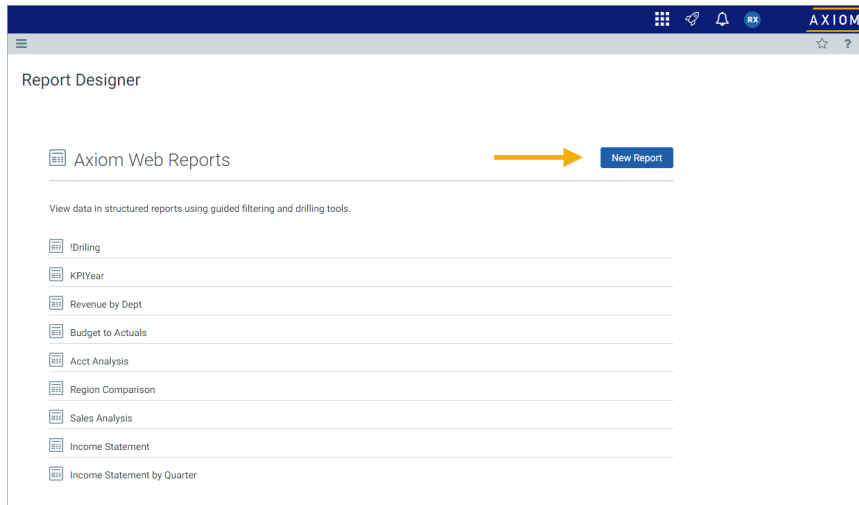 RX
AXIOM
?
Report Designer
Axiom Web Reports
New Report
View data in structured reports using guided filtering and drilling tools.
!Driling
KPIYear
Revenue by Dept
Budget to Actuals
Acct Analysis
Region Comparison
Sales Analysis
Income Statement
Income Statement by Quarter